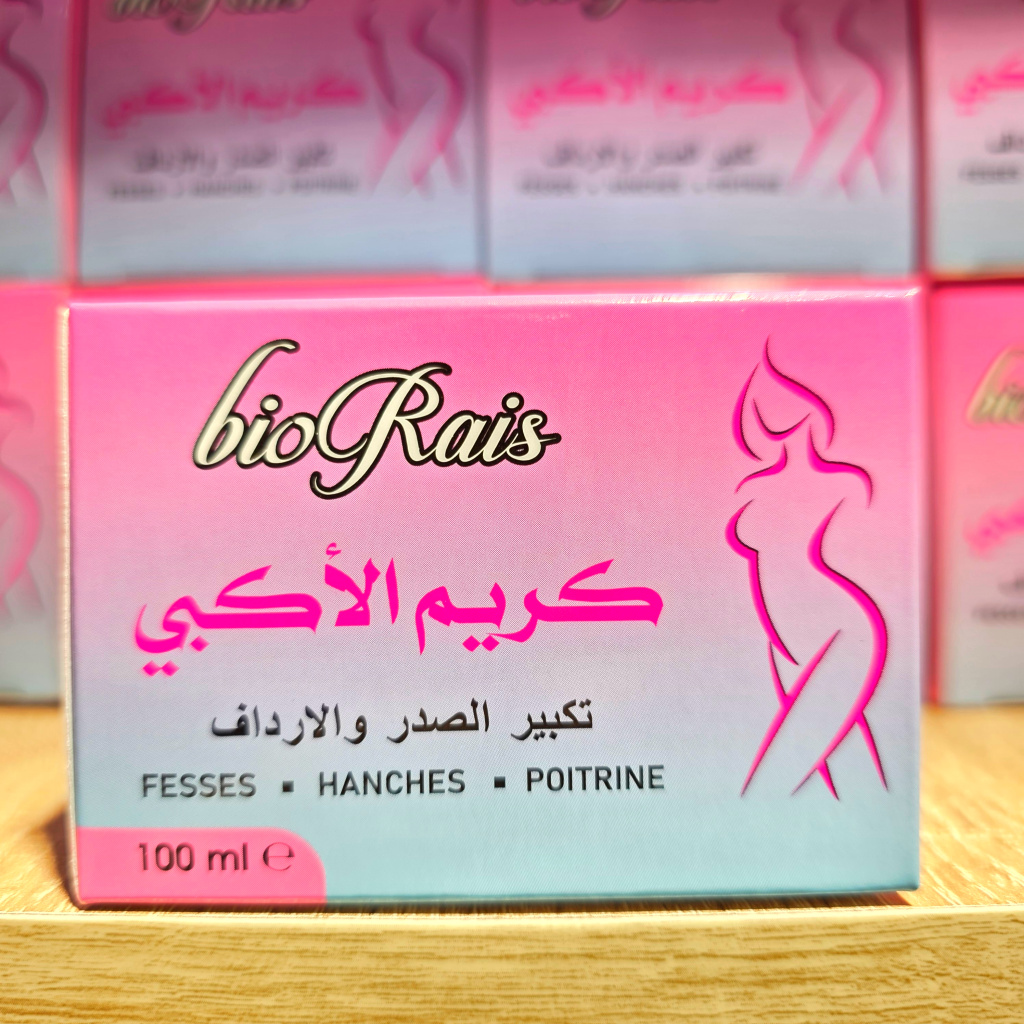 bioRais
كريم الأكبي
تكبير الصدر والارداف
FESSES ▪ HANCHES ▪ POITRINE
100 ml ℮